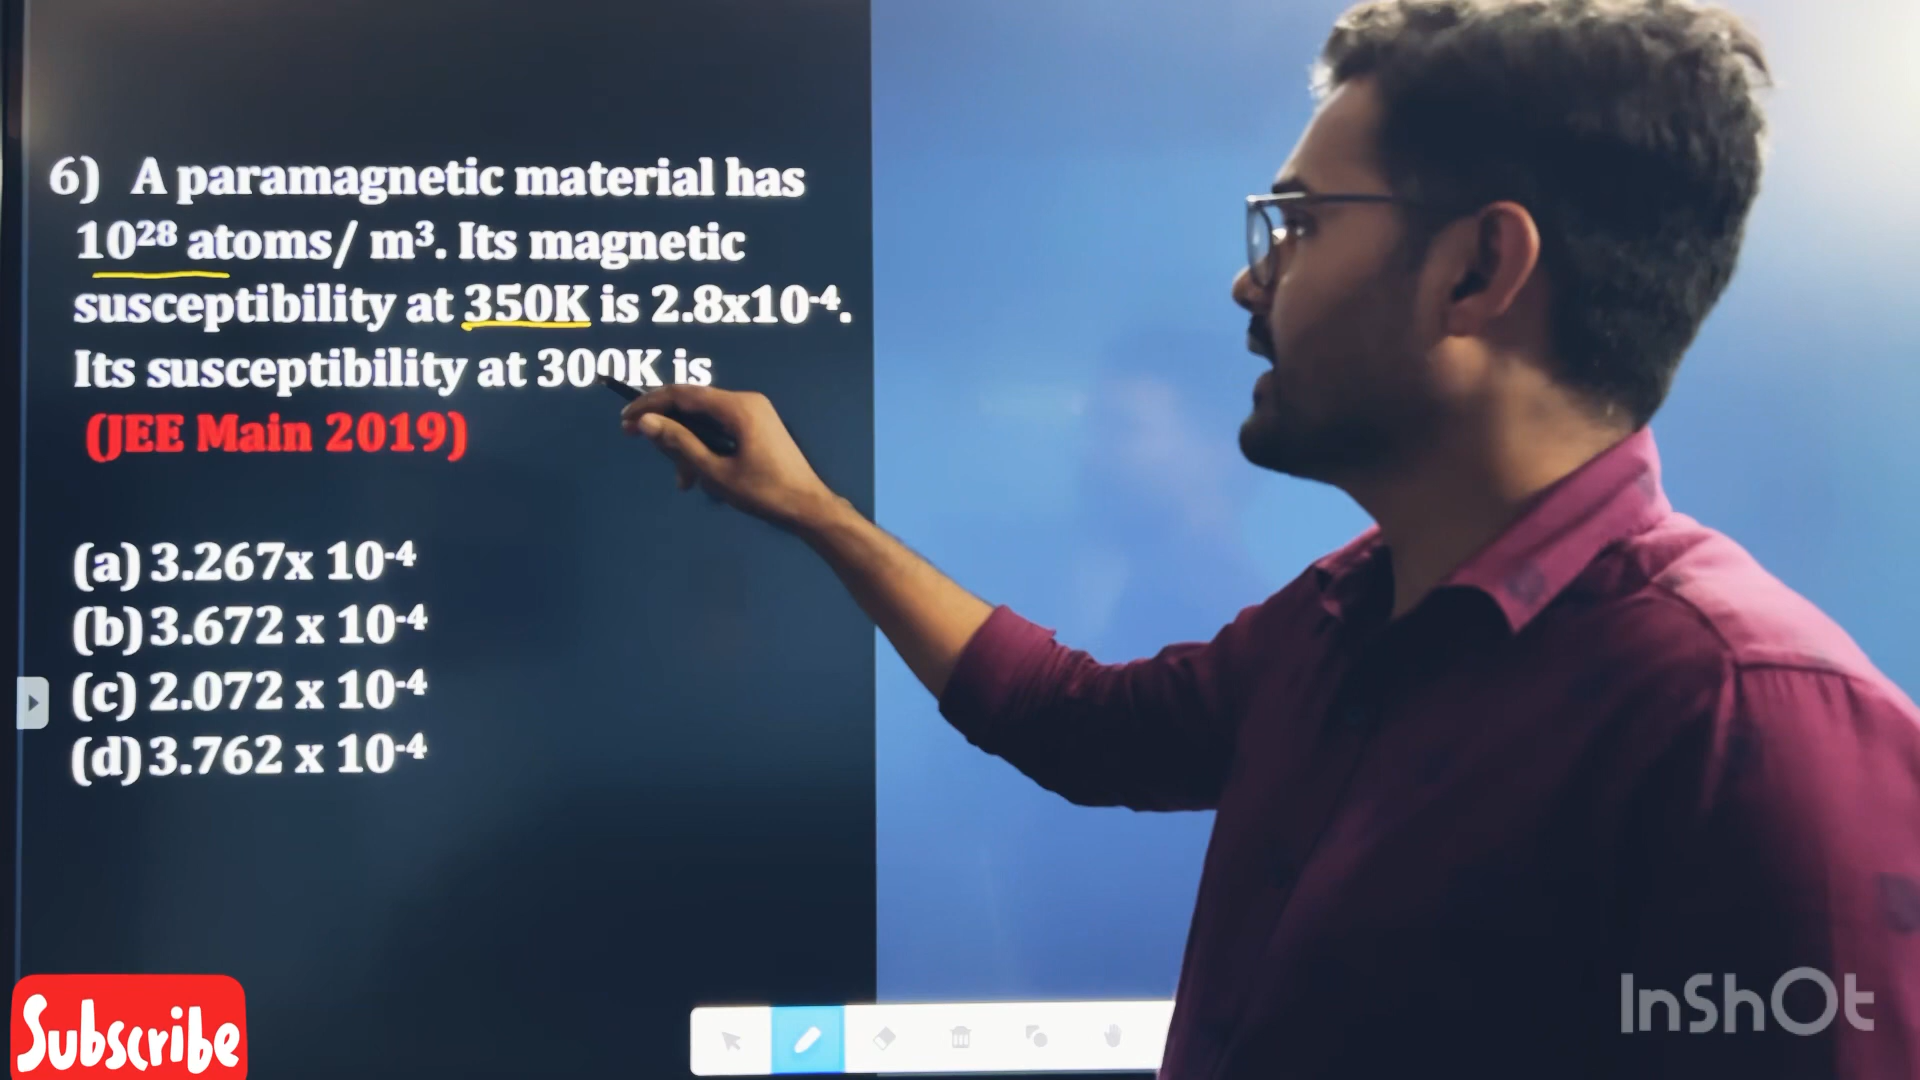 6) A paramagnetic material has
10²⁸ atoms/ m³. Its magnetic
susceptibility at 350K is 2.8x10⁻⁴.
Its susceptibility at 300K is
(JEE Main 2019)
(a) 3.267x 10⁻⁴
(b) 3.672 x 10⁻⁴
(c) 2.072 x 10⁻⁴
(d) 3.762 x 10⁻⁴
Subscribe
InShOt